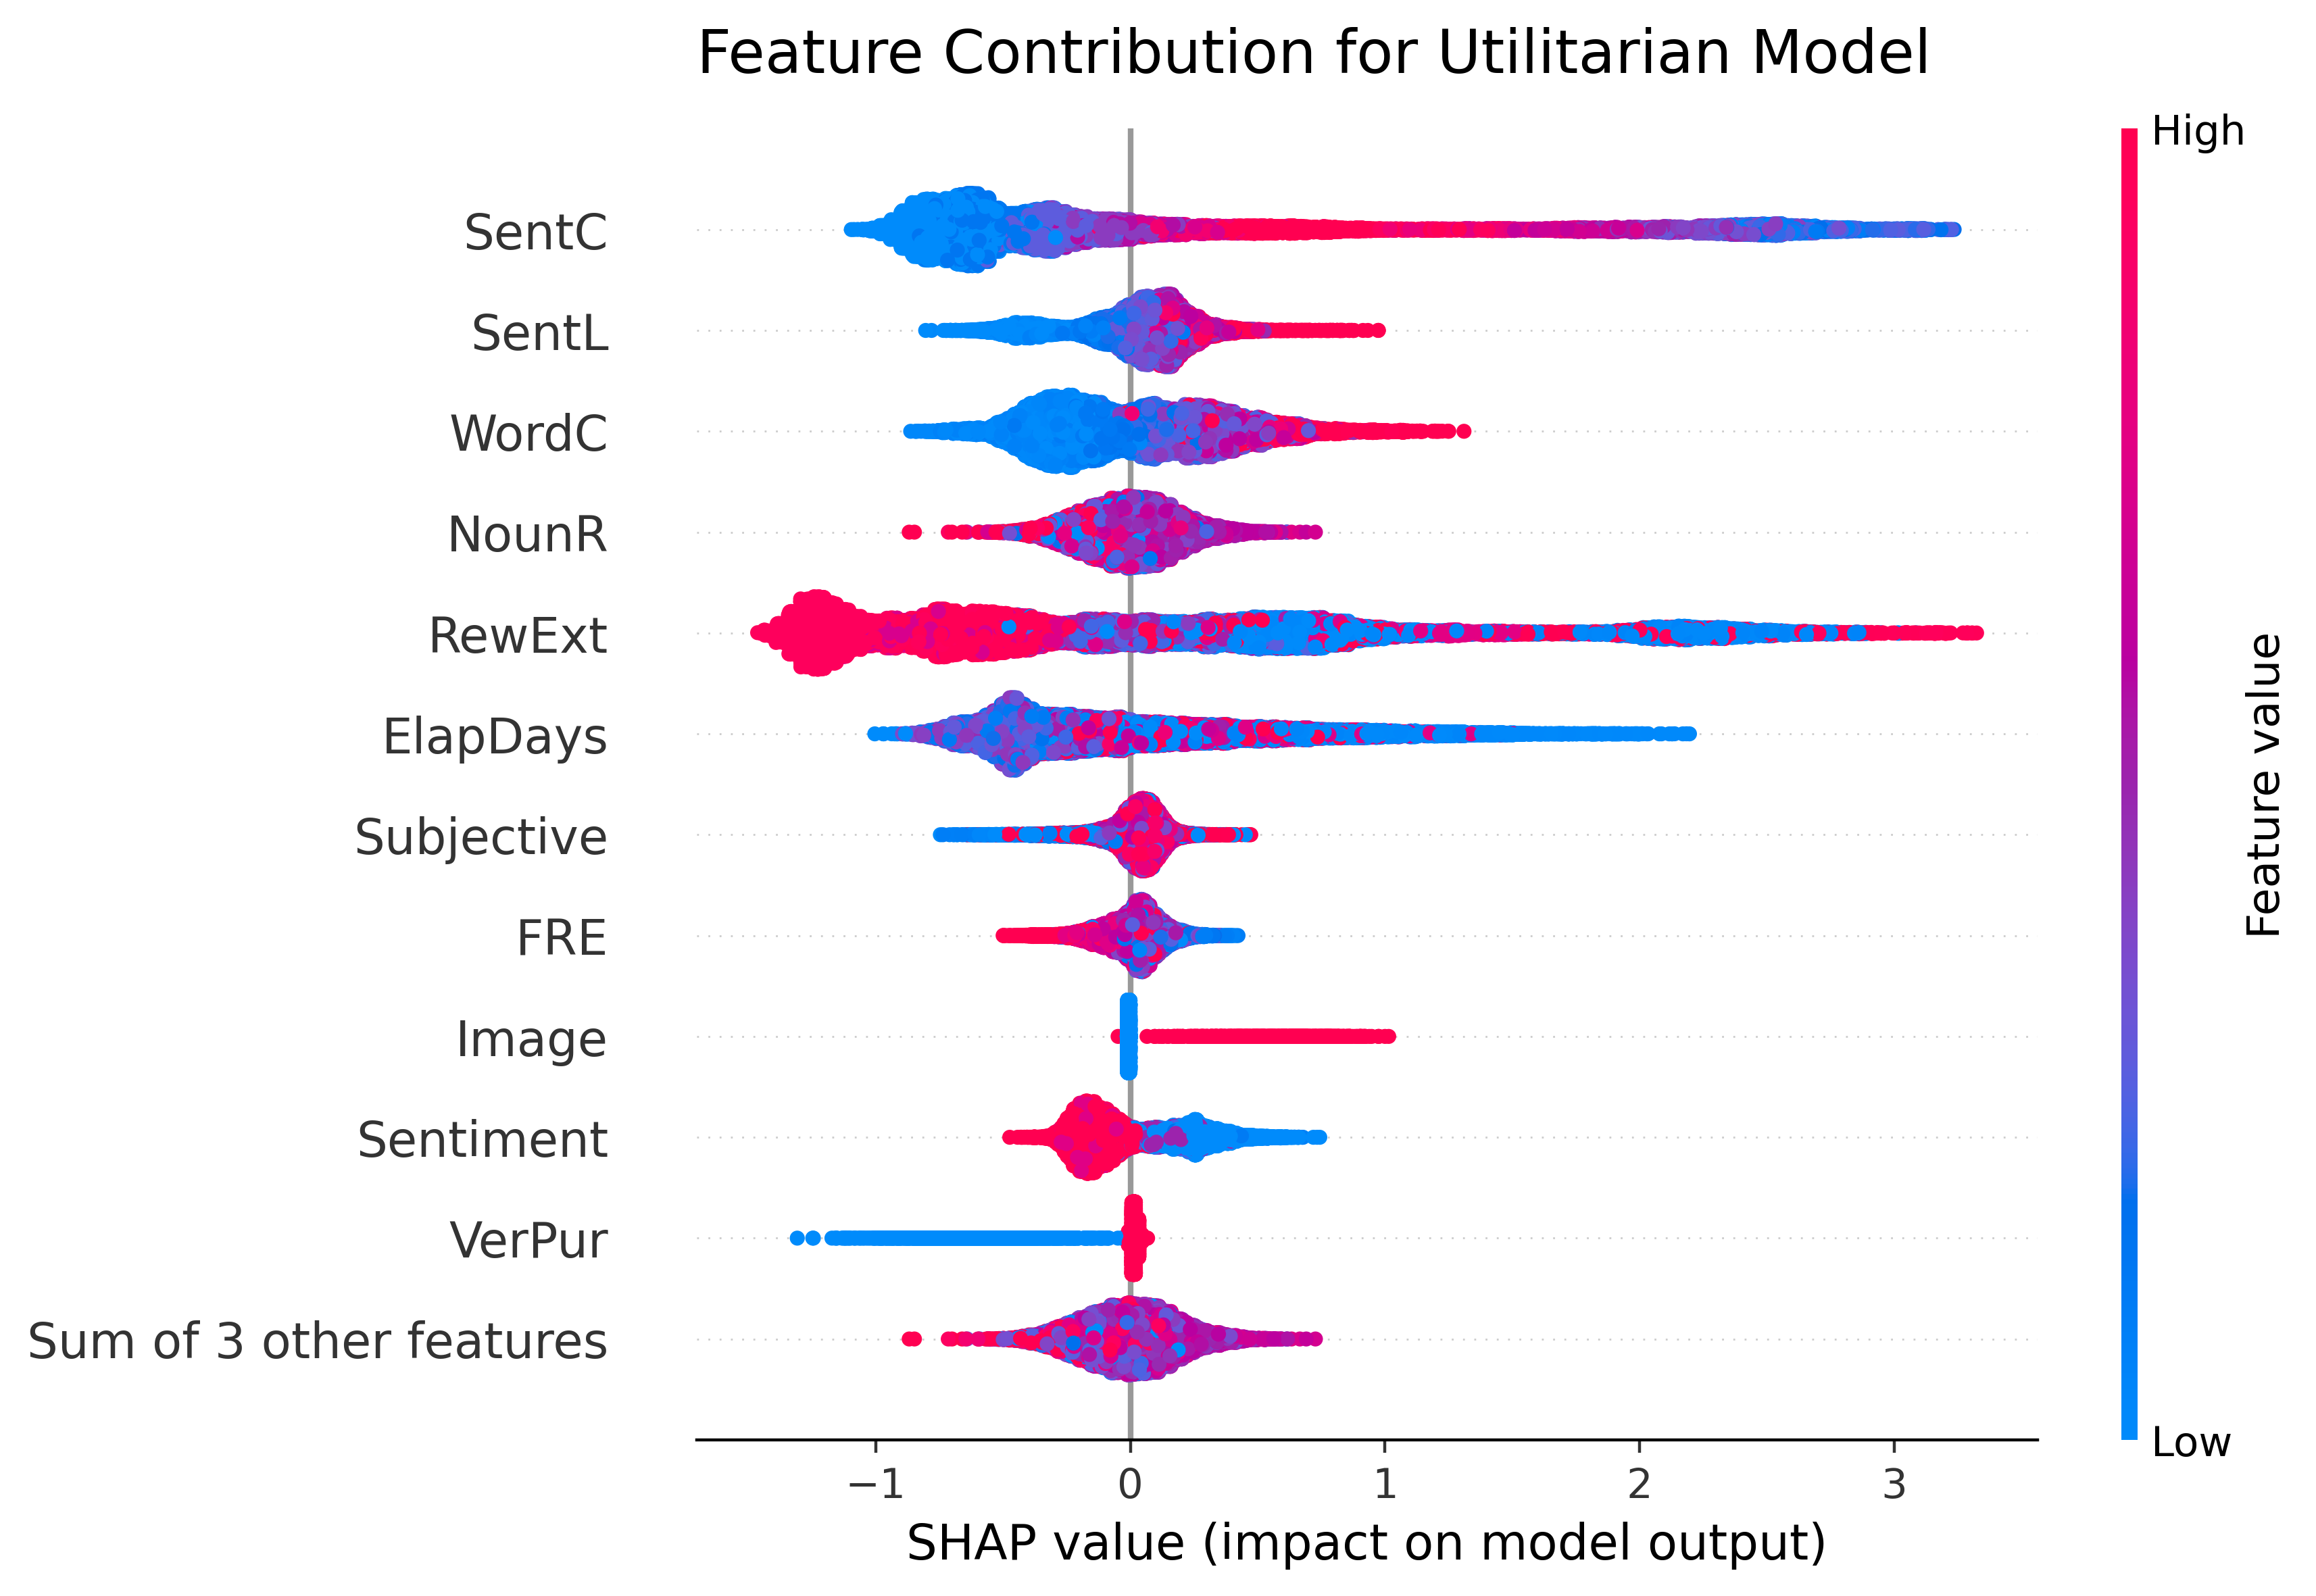 Feature Contribution for Utilitarian Model
High
SentC
SentL
WordC
NounR
RewExt
ElapDays
Subjective
FRE
Image
Sentiment
VerPur
Sum of 3 other features
Feature value
Low
−1 0 1 2 3
SHAP value (impact on model output)